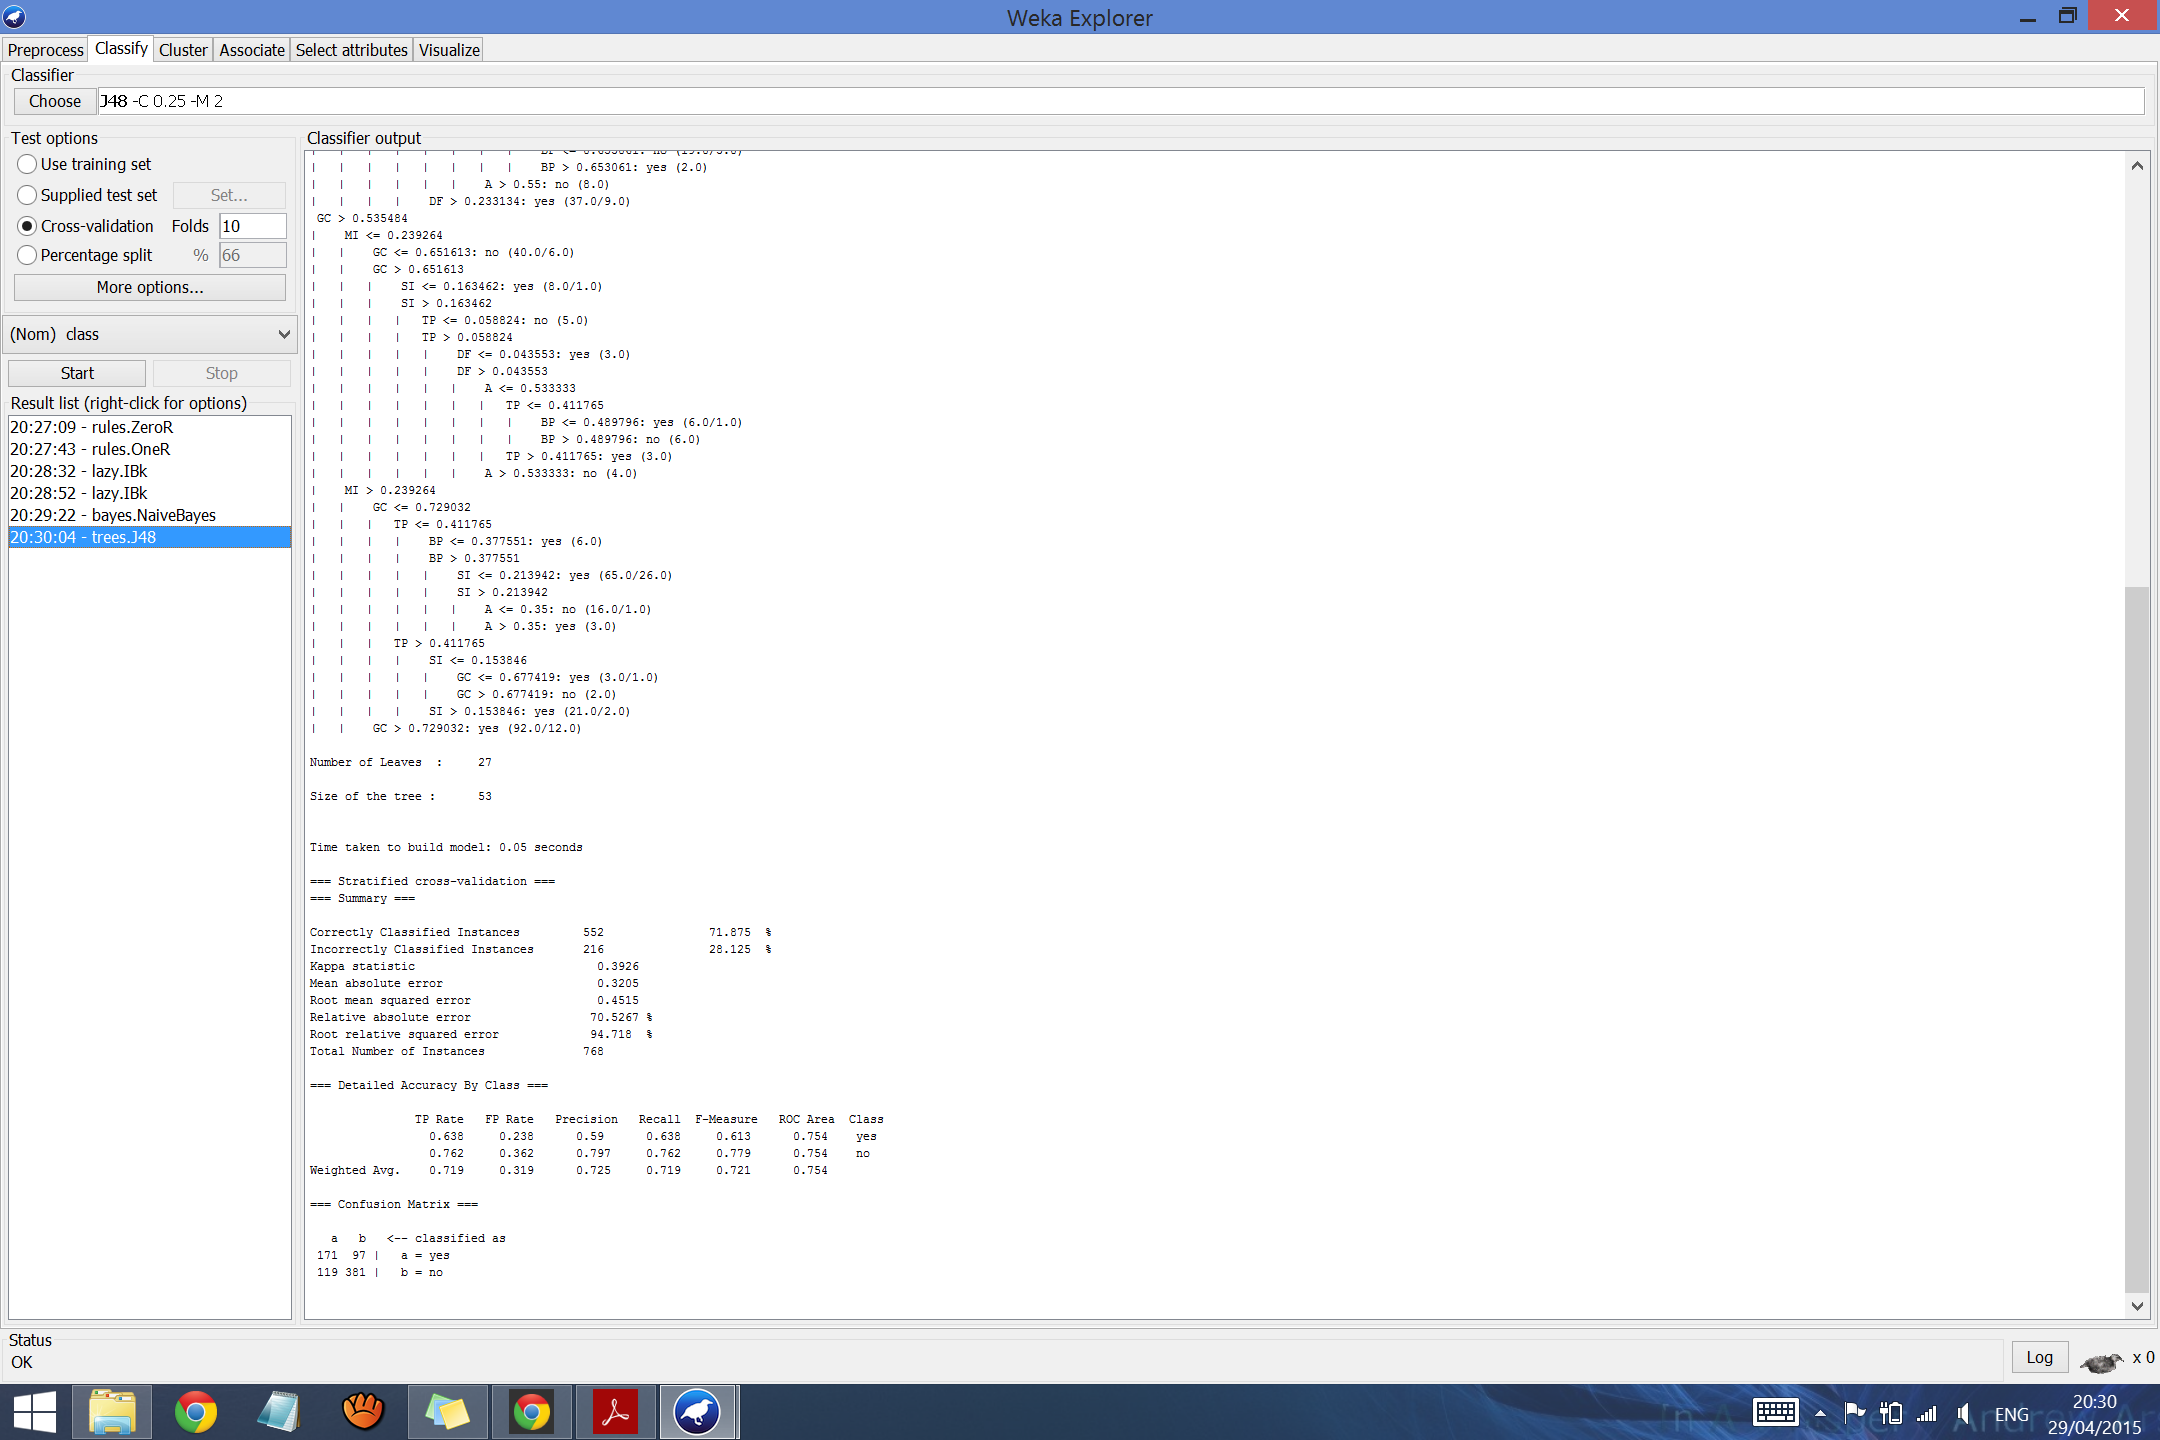 Weka Explorer
Preprocess Classify Cluster Associate Select attributes Visualize
Classifier
Choose J48 -C 0.25 -M 2
Test options
Use training set
Supplied test set Set...
Cross-validation Folds 10
Percentage split % 66
More options...
(Nom) class
Start Stop
Result list (right-click for options)
20:27:09 - rules.ZeroR
20:27:43 - rules.OneR
20:28:32 - lazy.IBk
20:28:52 - lazy.IBk
20:29:22 - bayes.NaiveBayes
20:30:04 - trees.J48
Classifier output
| | | | | | | | BP > 0.653061: yes (2.0)
| | | | | | A > 0.55: no (8.0)
| | | | DF > 0.233134: yes (37.0/9.0)
GC > 0.535484
| MI <= 0.239264
| | GC <= 0.651613: no (40.0/6.0)
| | GC > 0.651613
| | | SI <= 0.163462: yes (8.0/1.0)
| | | SI > 0.163462
| | | | TP <= 0.058824: no (5.0)
| | | | TP > 0.058824
| | | | | DF <= 0.043553: yes (3.0)
| | | | | DF > 0.043553
| | | | | | A <= 0.533333
| | | | | | | TP <= 0.411765
| | | | | | | | BP <= 0.489796: yes (6.0/1.0)
| | | | | | | | BP > 0.489796: no (6.0)
| | | | | | | TP > 0.411765: yes (3.0)
| | | | | | A > 0.533333: no (4.0)
| MI > 0.239264
| | GC <= 0.729032
| | | TP <= 0.411765
| | | | BP <= 0.377551: yes (6.0)
| | | | BP > 0.377551
| | | | | SI <= 0.213942: yes (65.0/26.0)
| | | | | SI > 0.213942
| | | | | | A <= 0.35: no (16.0/1.0)
| | | | | | A > 0.35: yes (3.0)
| | | TP > 0.411765
| | | | SI <= 0.153846
| | | | | GC <= 0.677419: yes (3.0/1.0)
| | | | | GC > 0.677419: no (2.0)
| | | | SI > 0.153846: yes (21.0/2.0)
| | GC > 0.729032: yes (92.0/12.0)
Number of Leaves : 27
Size of the tree : 53
Time taken to build model: 0.05 seconds
=== Stratified cross-validation ===
=== Summary ===
Correctly Classified Instances 552 71.875 %
Incorrectly Classified Instances 216 28.125 %
Kappa statistic 0.3926
Mean absolute error 0.3205
Root mean squared error 0.4515
Relative absolute error 70.5267 %
Root relative squared error 94.718 %
Total Number of Instances 768
=== Detailed Accuracy By Class ===
TP Rate FP Rate Precision Recall F-Measure ROC Area Class
0.638 0.238 0.59 0.638 0.613 0.754 yes
0.762 0.362 0.797 0.762 0.779 0.754 no
Weighted Avg. 0.719 0.319 0.725 0.719 0.721 0.754
=== Confusion Matrix ===
a b <-- classified as
171 97 | a = yes
119 381 | b = no
Status
OK
Log x 0
ENG
20:30
29/04/2015